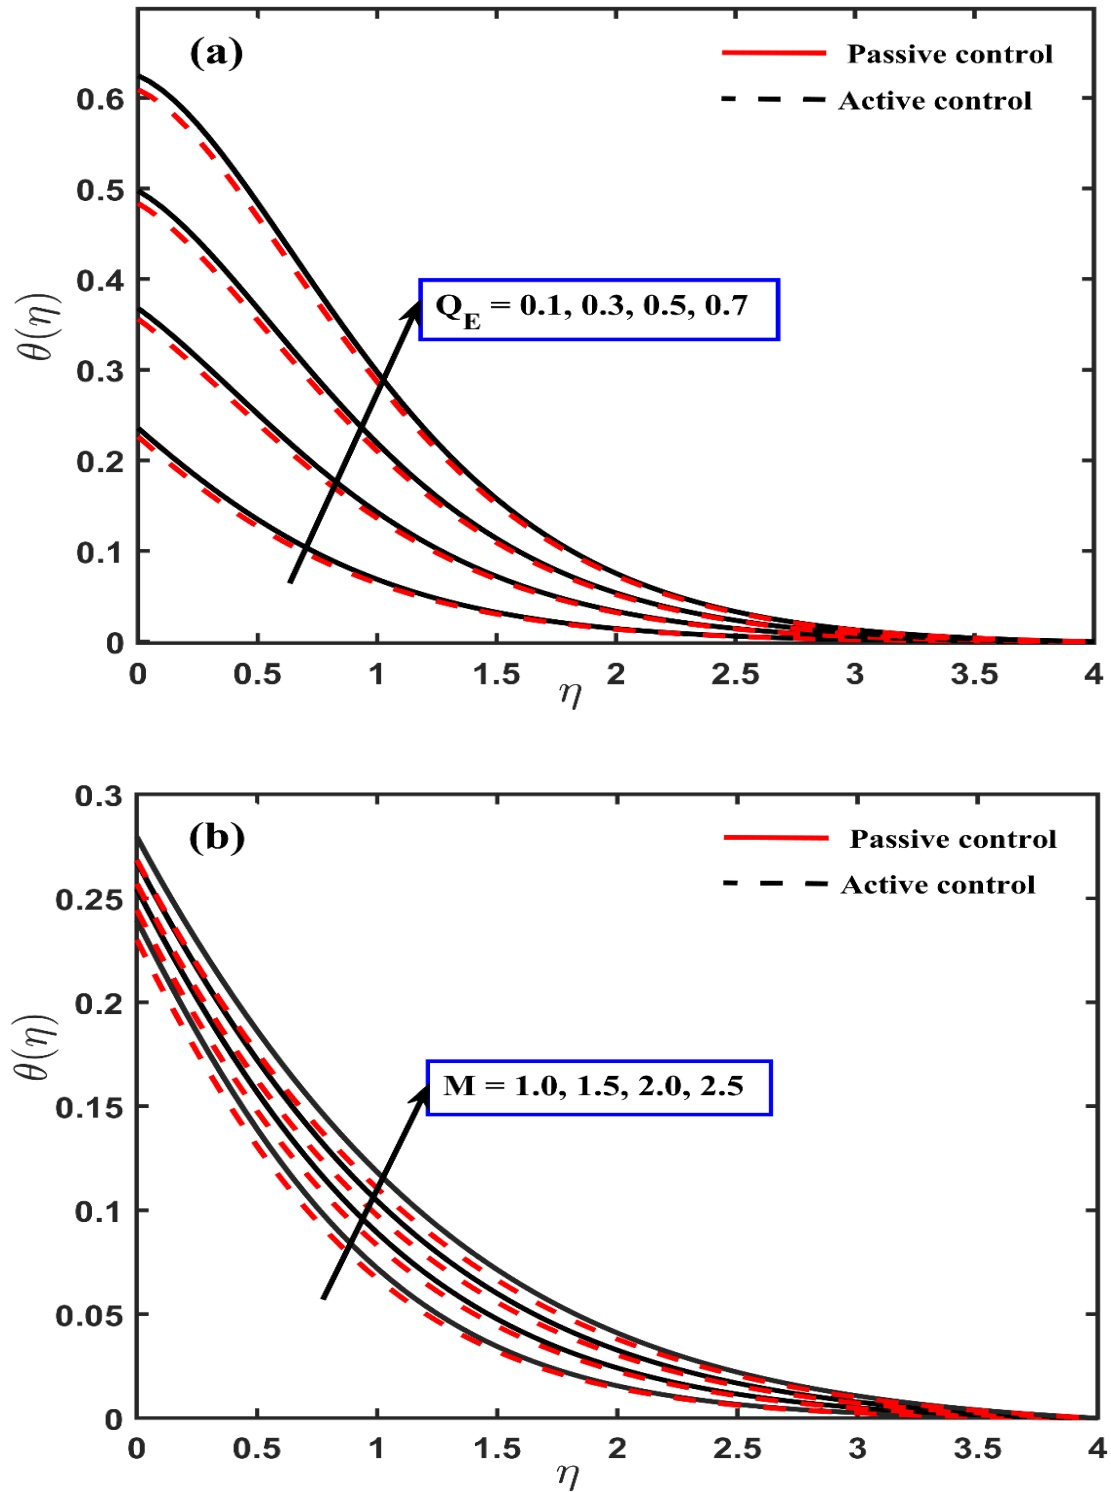 (a)
Passive control
Active control
0.6
0.5
0.4
0.3
0.2
0.1
0
θ(η)
Q_E = 0.1, 0.3, 0.5, 0.7
0 0.5 1 1.5 2 2.5 3 3.5 4
η
(b)
Passive control
Active control
0.3
0.25
0.2
0.15
0.1
0.05
0
θ(η)
M = 1.0, 1.5, 2.0, 2.5
0 0.5 1 1.5 2 2.5 3 3.5 4
η